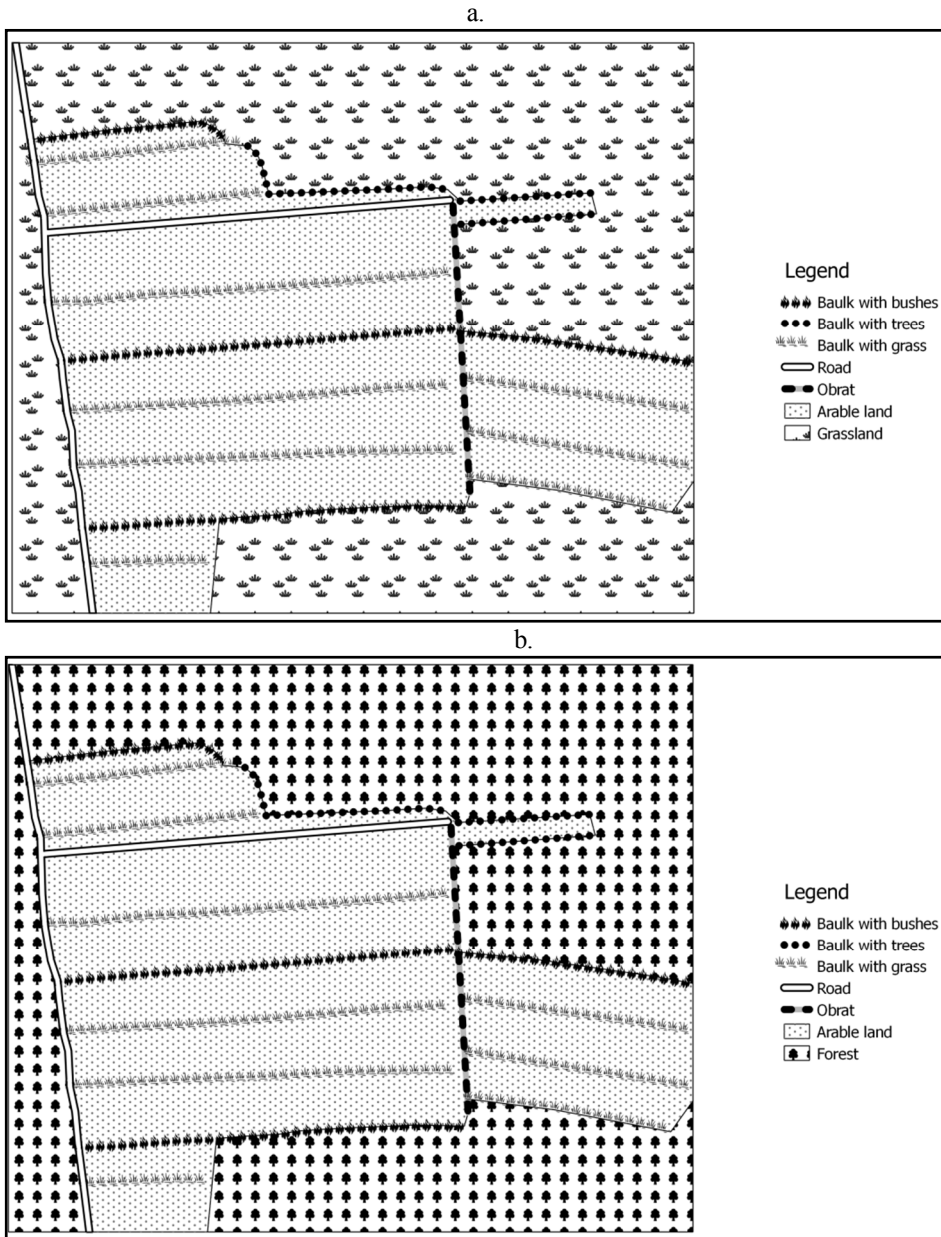 a.
Legend
Baulk with bushes
Baulk with trees
Baulk with grass
Road
Obrat
Arable land
Grassland
b.
Legend
Baulk with bushes
Baulk with trees
Baulk with grass
Road
Obrat
Arable land
Forest